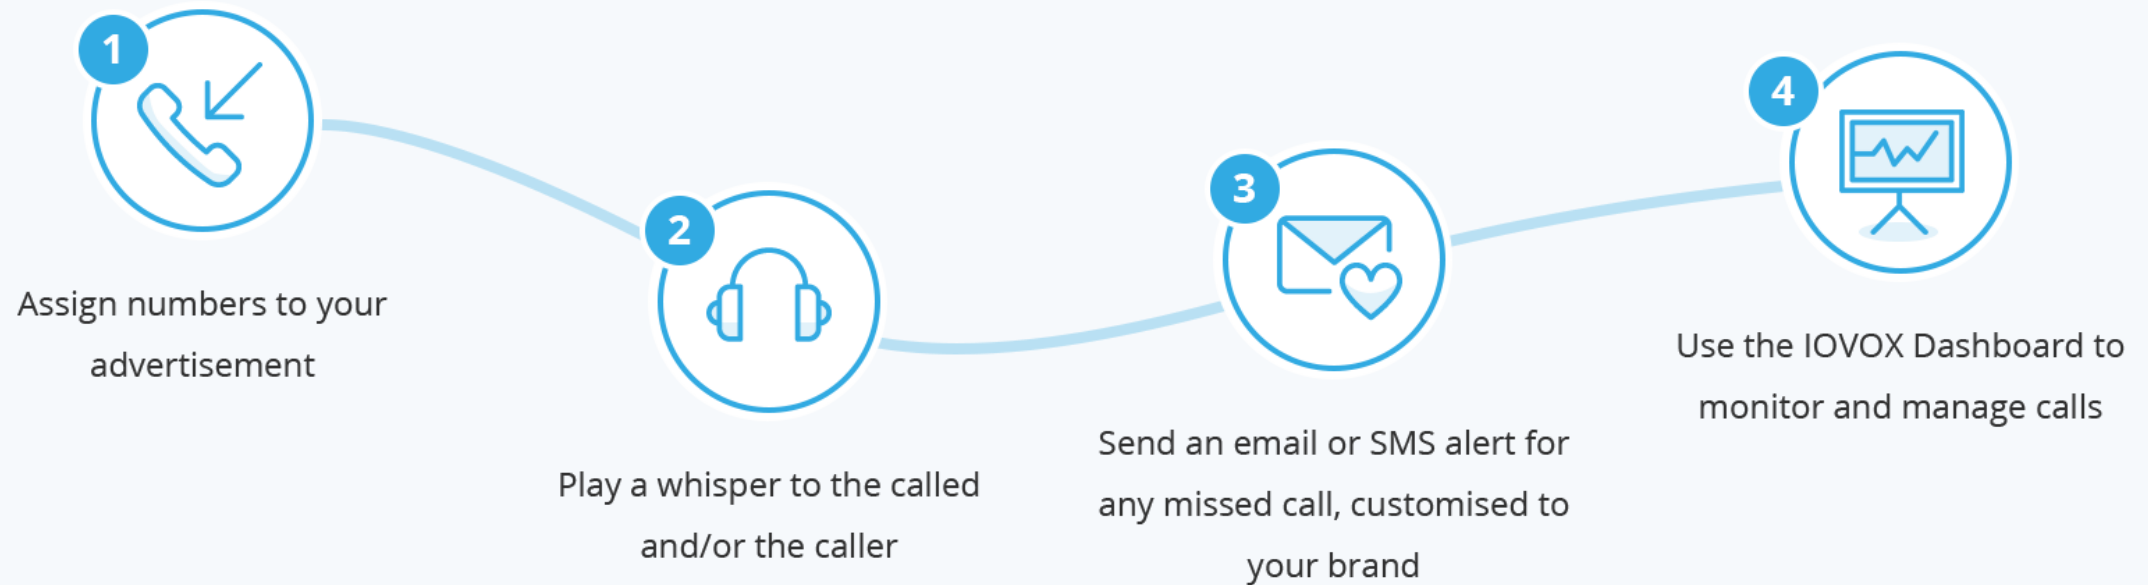 1
Assign numbers to your
advertisement
2
Play a whisper to the called
and/or the caller
3
Send an email or SMS alert for
any missed call, customised to
your brand
4
Use the IOVOX Dashboard to
monitor and manage calls